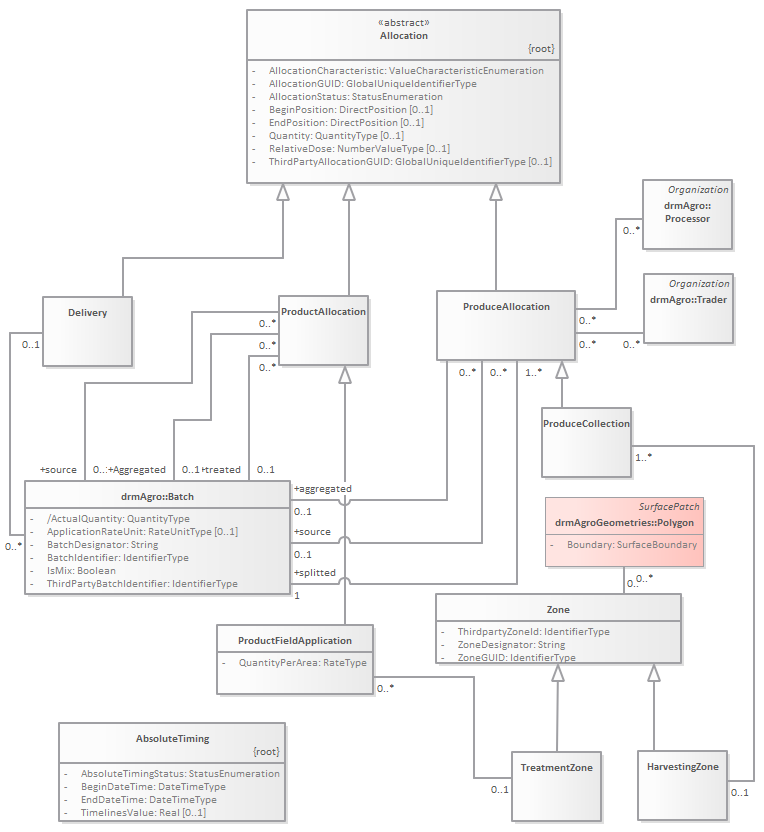 «abstract»
Allocation
{root}
- AllocationCharacteristic: ValueCharacteristicEnumeration
- AllocationGUID: GlobalUniqueIdentifierType
- AllocationStatus: StatusEnumeration
- BeginPosition: DirectPosition [0..1]
- EndPosition: DirectPosition [0..1]
- Quantity: QuantityType [0..1]
- RelativeDose: NumberValueType [0..1]
- ThirdPartyAllocationGUID: GlobalUniqueIdentifierType [0..1]
Organization
drmAgro::
Processor
0..*
Organization
drmAgro::Trader
0..*
0..*
0..*
Delivery
0..1
ProductAllocation
0..*
0..*
0..*
ProduceAllocation
0..*
0..*
1..*
ProduceCollection
1..*
+source
0..
+Aggregated
0..1
+treated
0..1
drmAgro::Batch
- /ActualQuantity: QuantityType
- ApplicationRateUnit: RateUnitType [0..1]
- BatchDesignator: String
- BatchIdentifier: IdentifierType
- IsMix: Boolean
- ThirdPartyBatchIdentifier: IdentifierType
0..*
+aggregated
0..1
+source
0..1
+splitted
1
SurfacePatch
drmAgroGeometries::Polygon
- Boundary: SurfaceBoundary
0..*
0..
Zone
- ThirdpartyZoneId: IdentifierType
- ZoneDesignator: String
- ZoneGUID: IdentifierType
ProductFieldApplication
- QuantityPerArea: RateType
0..*
AbsoluteTiming
{root}
- AbsoluteTimingStatus: StatusEnumeration
- BeginDateTime: DateTimeType
- EndDateTime: DateTimeType
- TimelinesValue: Real [0..1]
TreatmentZone
0..1
HarvestingZone
0..1